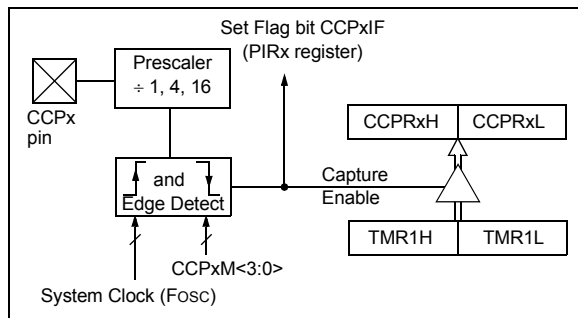 Set Flag bit CCPxIF
(PIRx register)
Prescaler
÷ 1, 4, 16
CCPx
pin
CCPRxH
CCPRxL
and
Edge Detect
Capture
Enable
TMR1H
TMR1L
CCPxM<3:0>
System Clock (FOSC)